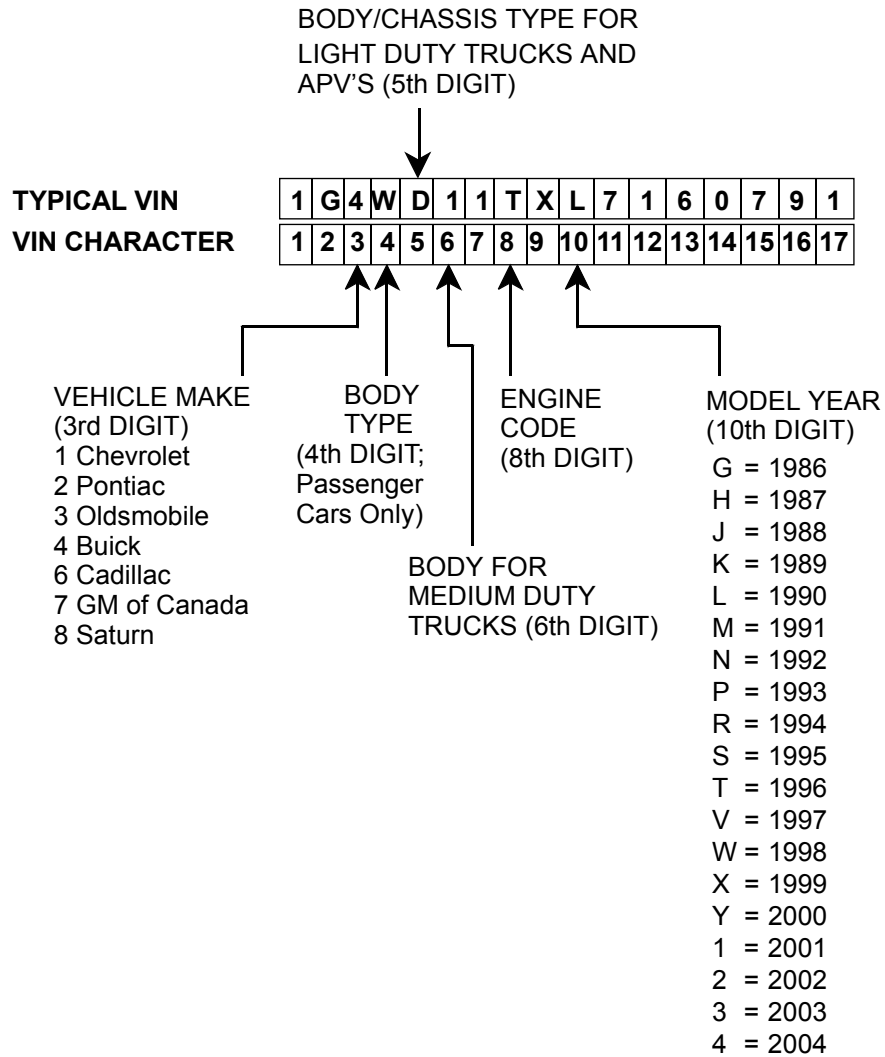 BODY/CHASSIS TYPE FOR
LIGHT DUTY TRUCKS AND
APV'S (5th DIGIT)
TYPICAL VIN 1 G 4 W D 1 1 T X L 7 1 6 0 7 9 1
VIN CHARACTER 1 2 3 4 5 6 7 8 9 10 11 12 13 14 15 16 17
VEHICLE MAKE
(3rd DIGIT)
1 Chevrolet
2 Pontiac
3 Oldsmobile
4 Buick
6 Cadillac
7 GM of Canada
8 Saturn
BODY
TYPE
(4th DIGIT;
Passenger
Cars Only)
BODY FOR
MEDIUM DUTY
TRUCKS (6th DIGIT)
ENGINE
CODE
(8th DIGIT)
MODEL YEAR
(10th DIGIT)
G = 1986
H = 1987
J = 1988
K = 1989
L = 1990
M = 1991
N = 1992
P = 1993
R = 1994
S = 1995
T = 1996
V = 1997
W = 1998
X = 1999
Y = 2000
1 = 2001
2 = 2002
3 = 2003
4 = 2004